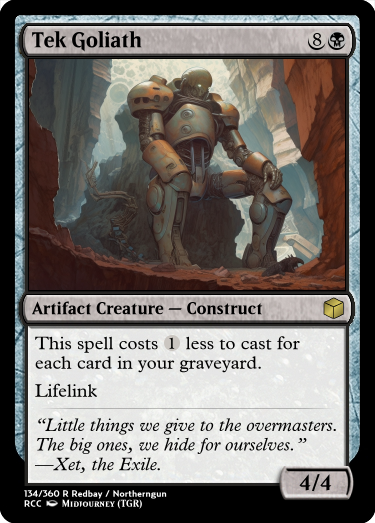 Tek Goliath 8
Artifact Creature — Construct
This spell costs 1 less to cast for
each card in your graveyard.
Lifelink
“Little things we give to the overmasters.
The big ones, we hide for ourselves.”
—Xet, the Exile.
4/4
134/360 R Redbay / Northerngun
RCC Midjourney (TGR)